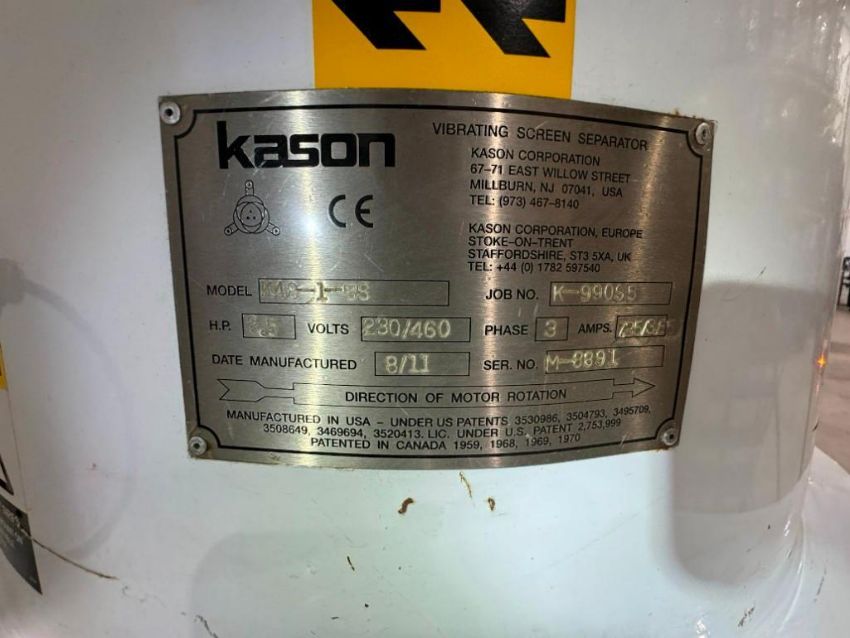 kason
VIBRATING SCREEN SEPARATOR
KASON CORPORATION
67-71 EAST WILLOW STREET
MILLBURN, NJ 07041, USA
TEL: (973) 467-8140
CE
KASON CORPORATION, EUROPE
STOKE-ON-TRENT
STAFFORDSHIRE, ST3 5XA, UK
TEL: +44 (0) 1782 597540
MODEL JOB NO. K-99055
H.P. VOLTS 230/460 PHASE 3 AMPS.
DATE MANUFACTURED 8/11 SER. NO. M-8891
DIRECTION OF MOTOR ROTATION
MANUFACTURED IN USA - UNDER US PATENTS 3530986, 3504793, 3495709,
3508649, 3469694, 3520413. LIC. UNDER U.S. PATENT 2,753,999
PATENTED IN CANADA 1959, 1968, 1969, 1970